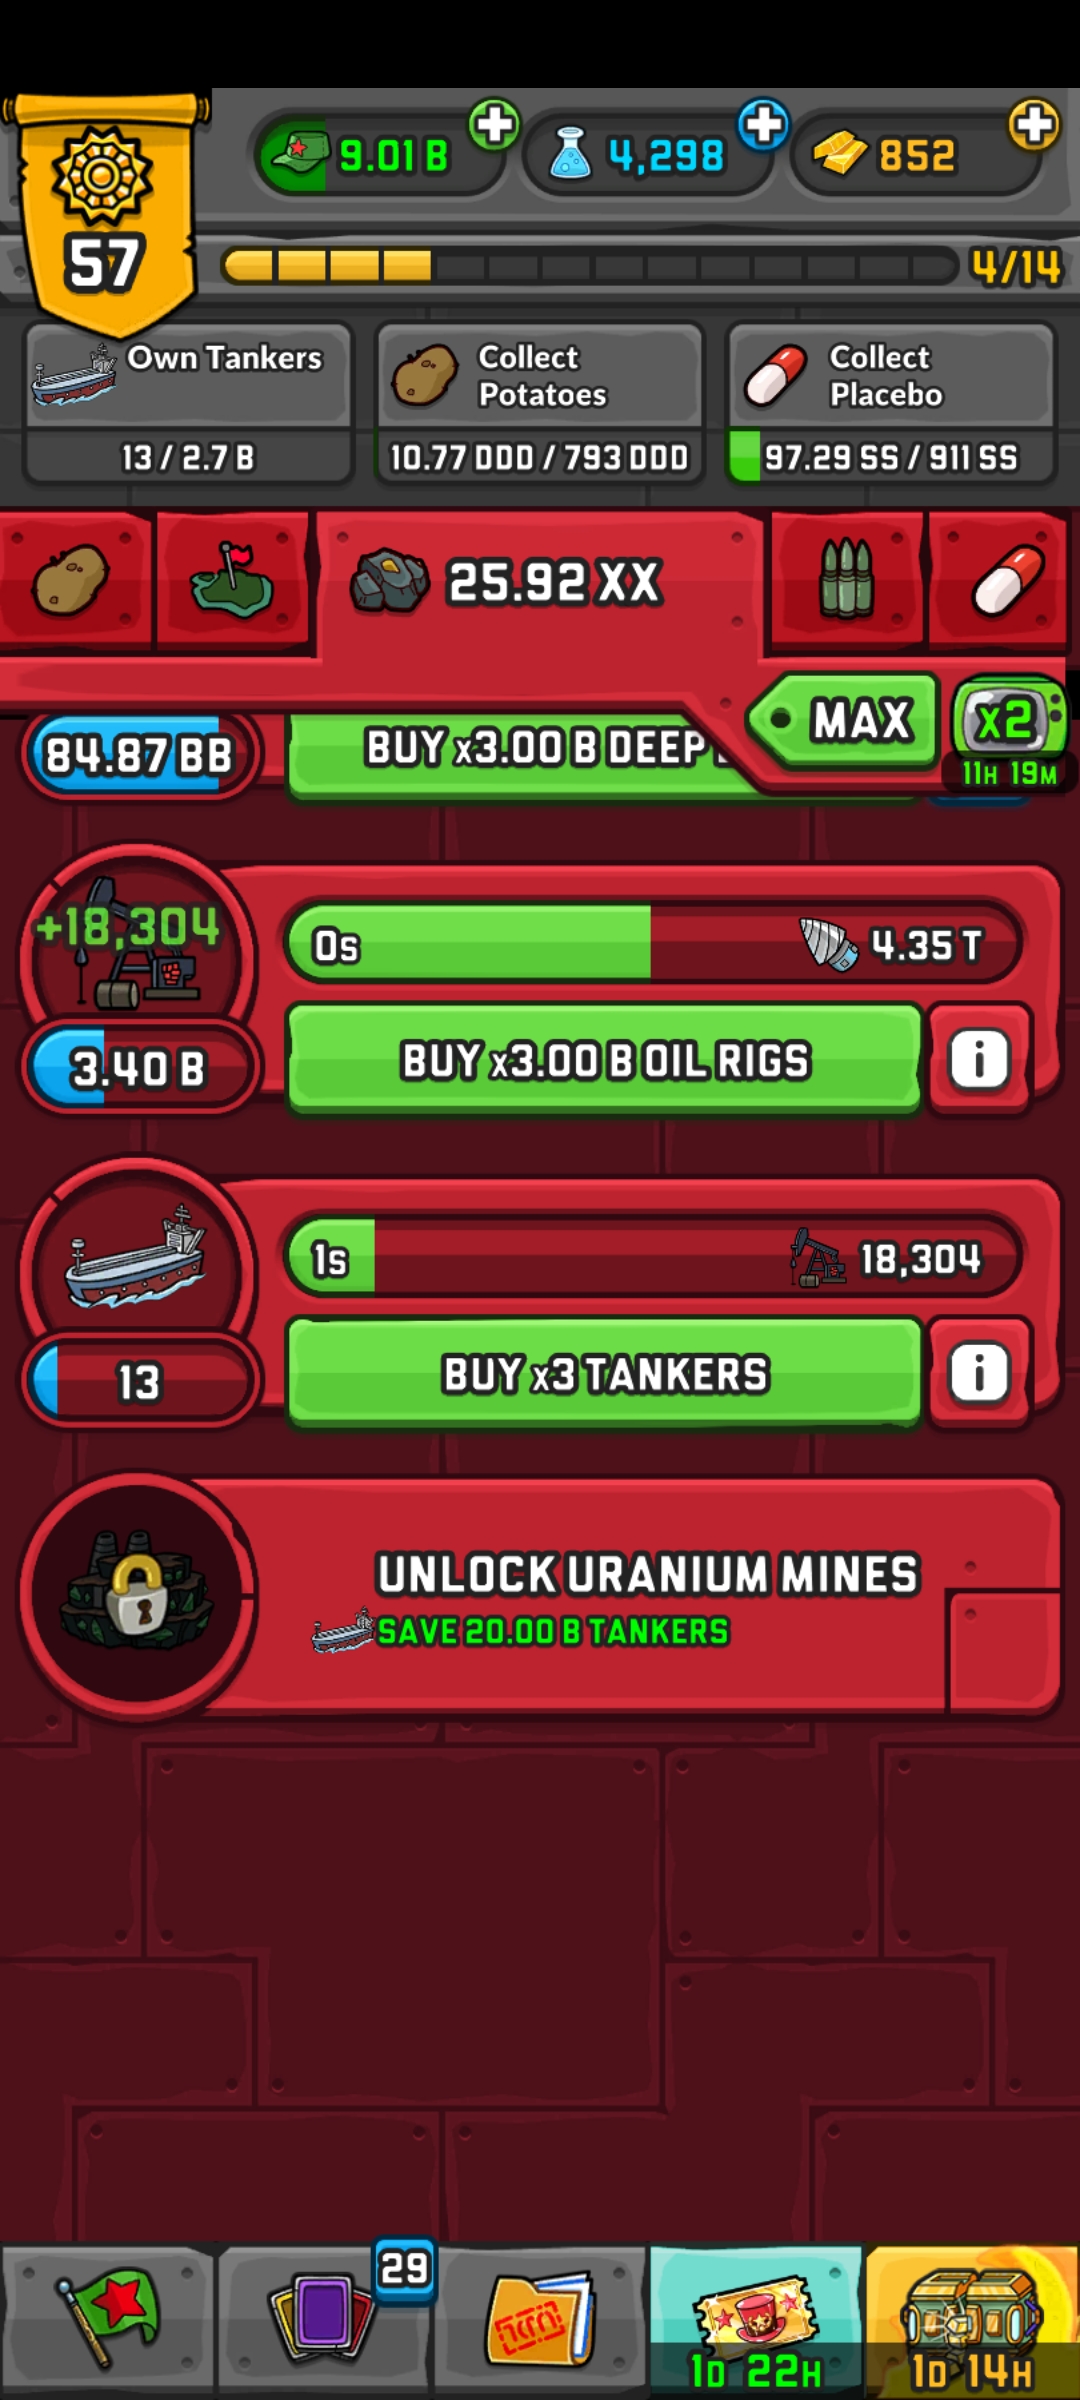 57
9.01 B
4,298
852
4/14
Own Tankers
13 / 2.7 B
Collect
Potatoes
10.77 DDD / 793 DDD
Collect
Placebo
97.29 SS / 911 SS
25.92 XX
MAX
x2
11H 19M
84.87 BB
BUY x3.00 B DEEP
+18,304
0s
4.35 T
3.40 B
BUY x3.00 B OIL RIGS
i
1s
18,304
13
BUY x3 TANKERS
i
UNLOCK URANIUM MINES
SAVE 20.00 B TANKERS
29
1D 22H
1D 14H